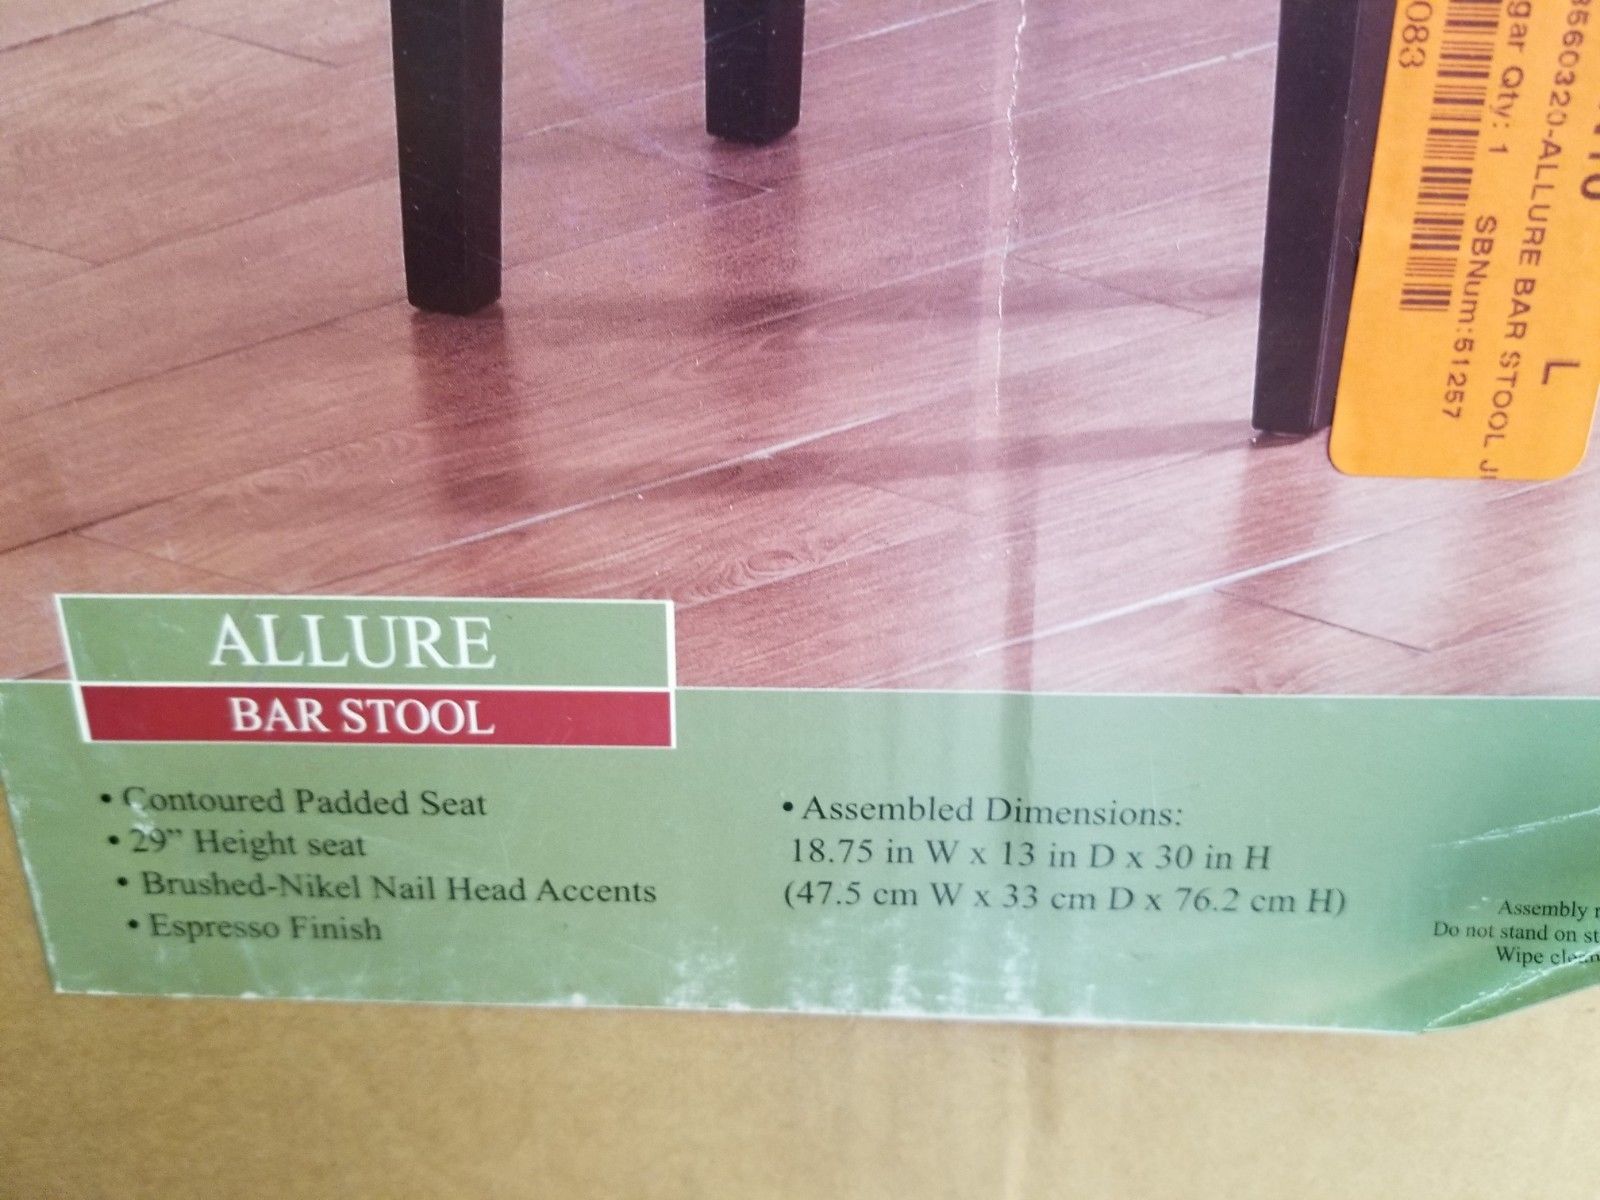 ALLURE
BAR STOOL
• Contoured Padded Seat
• 29” Height seat
• Brushed-Nikel Nail Head Accents
• Espresso Finish
• Assembled Dimensions:
18.75 in W x 13 in D x 30 in H
(47.5 cm W x 33 cm D x 76.2 cm H)
Assembly
Do not stand on
Wipe clean
L
8560320-ALLURE BAR STOOL
Qty: 1 SBNum:51257
083